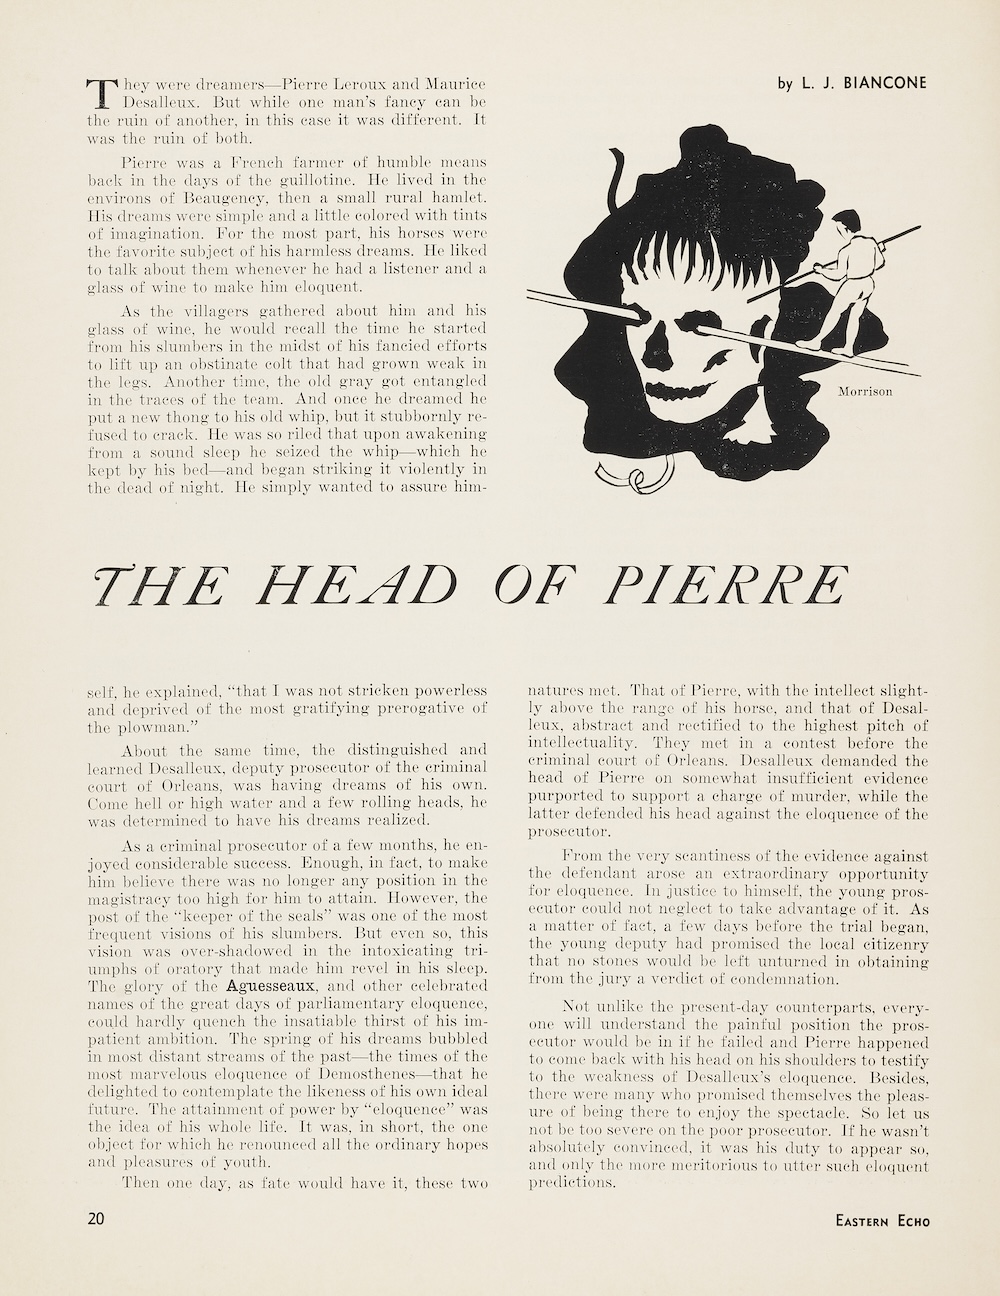 They were dreamers—Pierre Leroux and Maurice
Desalleux. But while one man's fancy can be
the ruin of another, in this case it was different. It
was the ruin of both.
Pierre was a French farmer of humble means
back in the days of the guillotine. He lived in the
environs of Beaugency, then a small rural hamlet.
His dreams were simple and a little colored with tints
of imagination. For the most part, his horses were
the favorite subject of his harmless dreams. He liked
to talk about them whenever he had a listener and a
glass of wine to make him eloquent.
As the villagers gathered about him and his
glass of wine, he would recall the time he started
from his slumbers in the midst of his fancied efforts
to lift up an obstinate colt that had grown weak in
the legs. Another time, the old gray got entangled
in the traces of the team. And once he dreamed he
put a new thong to his old whip, but it stubbornly re-
fused to crack. He was so riled that upon awakening
from a sound sleep he seized the whip—which he
kept by his bed—and began striking it violently in
the dead of night. He simply wanted to assure him-
by L. J. BIANCONE
Morrison
THE HEAD OF PIERRE
self, he explained, “that I was not stricken powerless
and deprived of the most gratifying prerogative of
the plowman.”
About the same time, the distinguished and
learned Desalleux, deputy prosecutor of the criminal
court of Orleans, was having dreams of his own.
Come hell or high water and a few rolling heads, he
was determined to have his dreams realized.
As a criminal prosecutor of a few months, he en-
joyed considerable success. Enough, in fact, to make
him believe there was no longer any position in the
magistracy too high for him to attain. However, the
post of the “keeper of the seals” was one of the most
frequent visions of his slumbers. But even so, this
vision was over-shadowed in the intoxicating tri-
umphs of oratory that made him revel in his sleep.
The glory of the Aguesseaux, and other celebrated
names of the great days of parliamentary eloquence,
could hardly quench the insatiable thirst of his im-
patient ambition. The spring of his dreams bubbled
in most distant streams of the past—the times of the
most marvelous eloquence of Demosthenes—that he
delighted to contemplate the likeness of his own ideal
future. The attainment of power by “eloquence” was
the idea of his whole life. It was, in short, the one
object for which he renounced all the ordinary hopes
and pleasures of youth.
Then one day, as fate would have it, these two
natures met. That of Pierre, with the intellect slight-
ly above the range of his horse, and that of Desal-
leux, abstract and rectified to the highest pitch of
intellectuality. They met in a contest before the
criminal court of Orleans. Desalleux demanded the
head of Pierre on somewhat insufficient evidence
purported to support a charge of murder, while the
latter defended his head against the eloquence of the
prosecutor.
From the very scantiness of the evidence against
the defendant arose an extraordinary opportunity
for eloquence. In justice to himself, the young pros-
ecutor could not neglect to take advantage of it. As
a matter of fact, a few days before the trial began,
the young deputy had promised the local citizenry
that no stones would be left unturned in obtaining
from the jury a verdict of condemnation.
Not unlike the present-day counterparts, every-
one will understand the painful position the pros-
ecutor would be in if he failed and Pierre happened
to come back with his head on his shoulders to testify
to the weakness of Desalleux's eloquence. Besides,
there were many who promised themselves the pleas-
ure of being there to enjoy the spectacle. So let us
not be too severe on the poor prosecutor. If he wasn't
absolutely convinced, it was his duty to appear so,
and only the more meritorious to utter such eloquent
predictions.
20
EASTERN ECHO